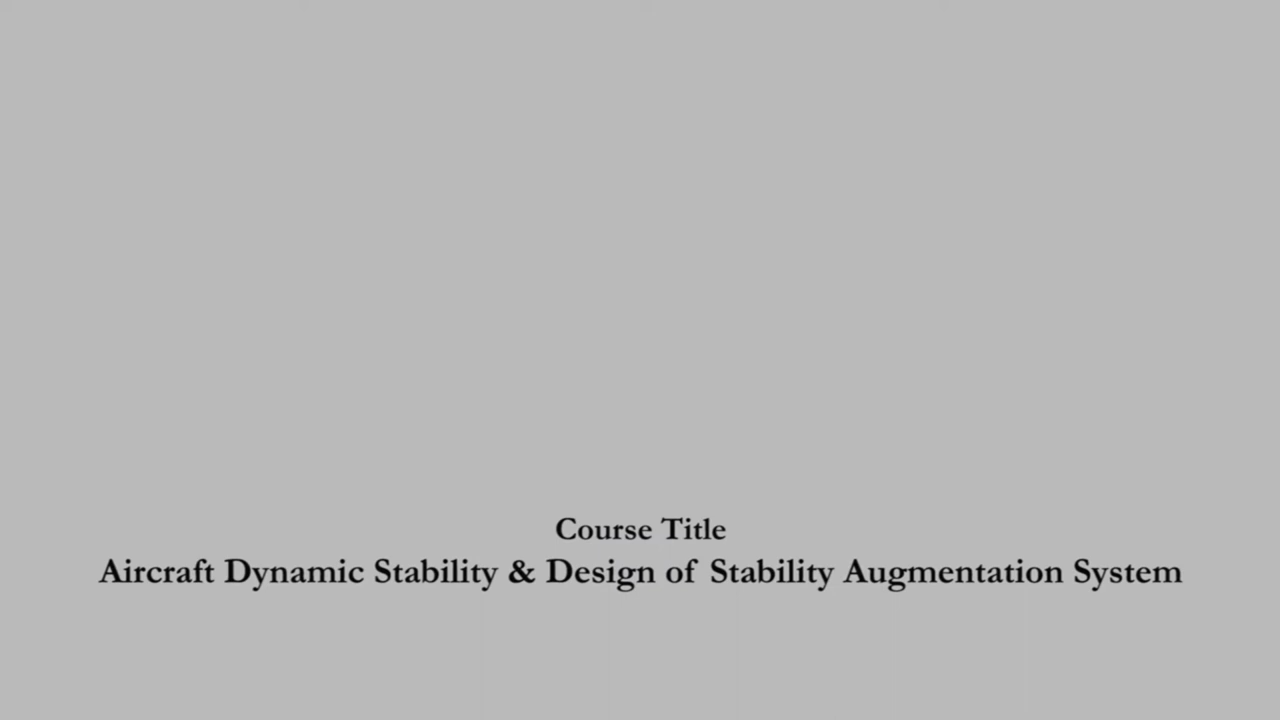 Course Title
Aircraft Dynamic Stability & Design of Stability Augmentation System